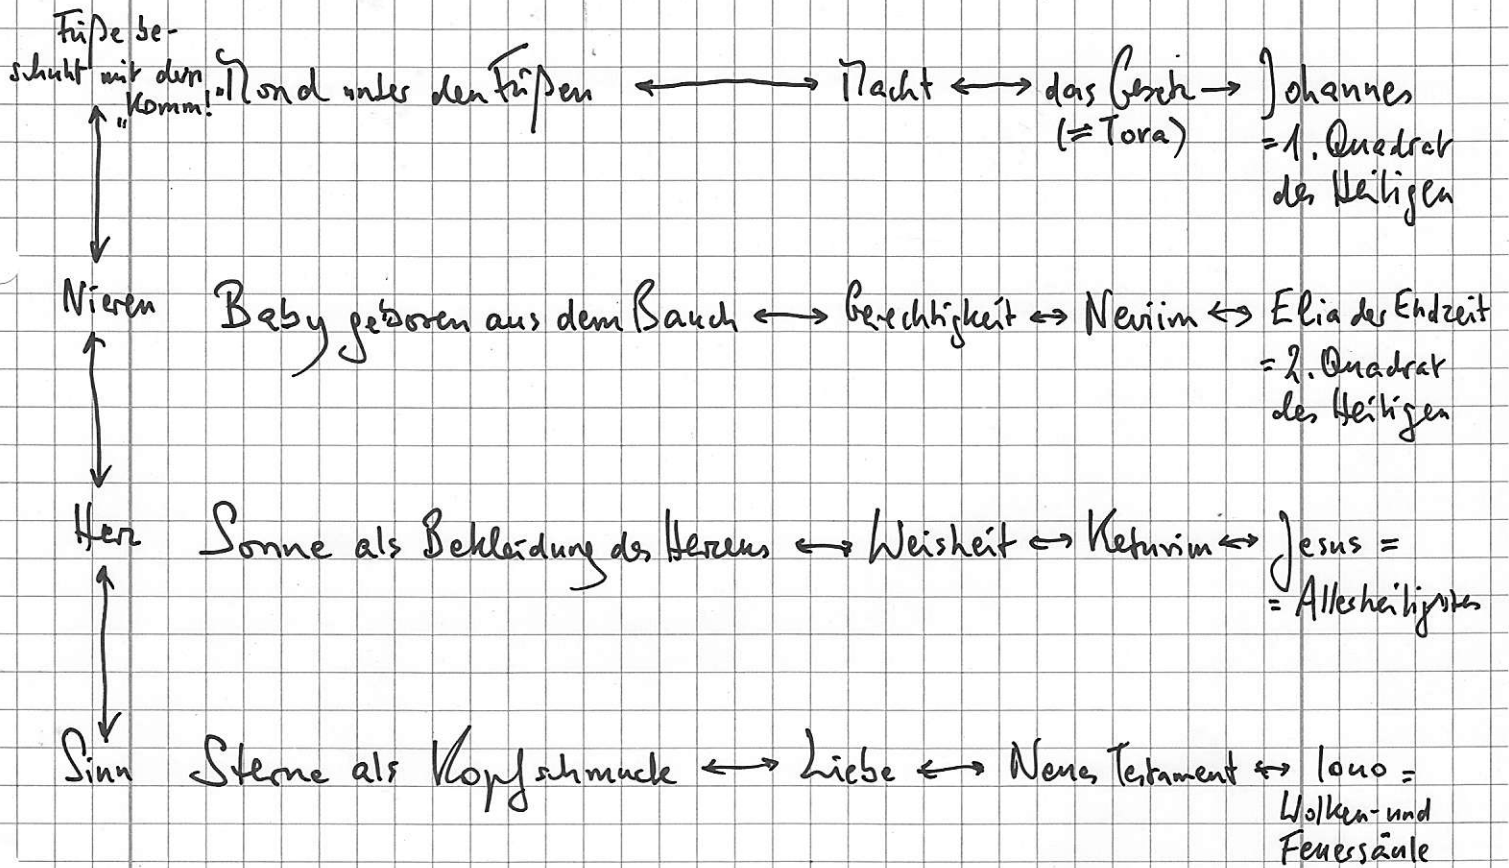 Füße be-
schuht mit dem
„Komm!"
Mond unter den Füßen ↔ Macht ↔ das Gesetz → Johannes
(⇌ Tora) = 1. Quadrat
des Heiligen
Nieren Baby geboren aus dem Bauch ↔ Gerechtigkeit ↔ Neviim ↔ Elia der Endzeit
= 2. Quadrat
des Heiligen
Herz Sonne als Bekleidung des Herzens ↔ Weisheit ↔ Ketuvim ↔ Jesus =
= Allerheiligstes
Sinn Sterne als Kopfschmuck ↔ Liebe ↔ Neues Testament ↔ Iouo =
Wolken- und
Feuersäule